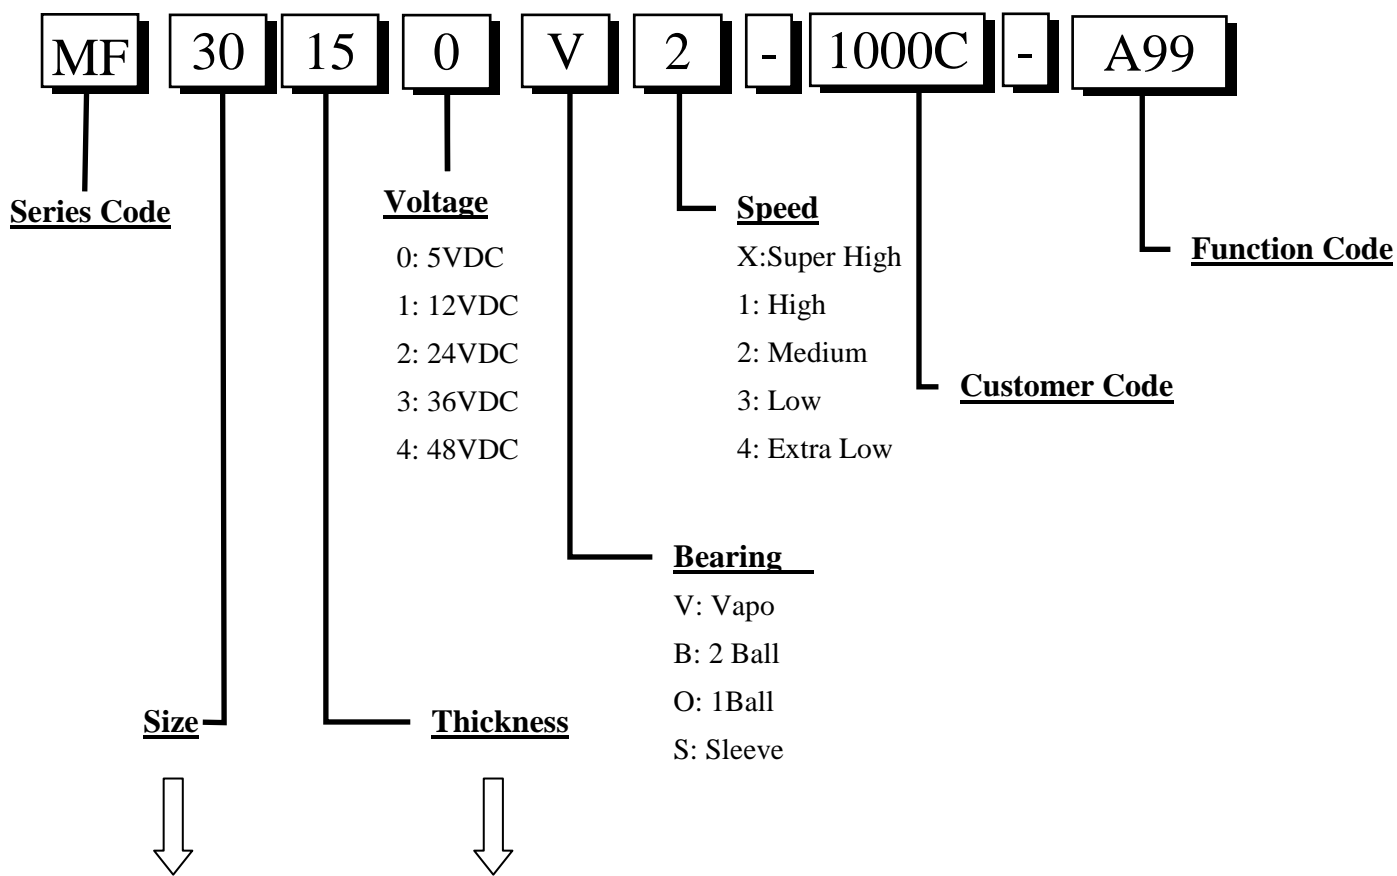 MF 30 15 0 V 2 - 1000C - A99
Series Code
Voltage
0: 5VDC
1: 12VDC
2: 24VDC
3: 36VDC
4: 48VDC
Speed
X:Super High
1: High
2: Medium
3: Low
4: Extra Low
Function Code
Customer Code
Bearing
V: Vapo
B: 2 Ball
O: 1Ball
S: Sleeve
Size
Thickness